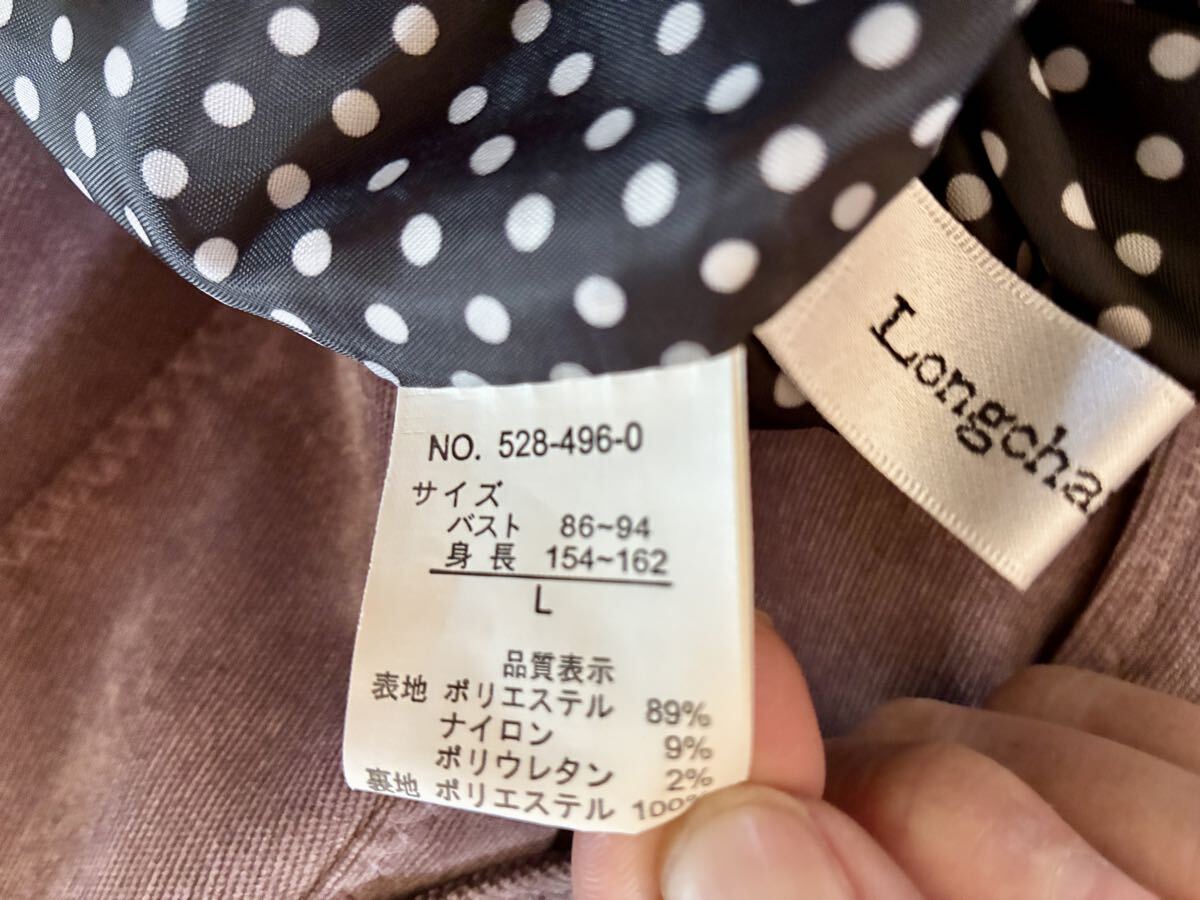 NO. 528-496-0
サイズ
バスト 86~94
身長 154~162
L
品質表示
表地 ポリエステル 89%
ナイロン 9%
ポリウレタン 2%
裏地 ポリエステル 100%
Longcha